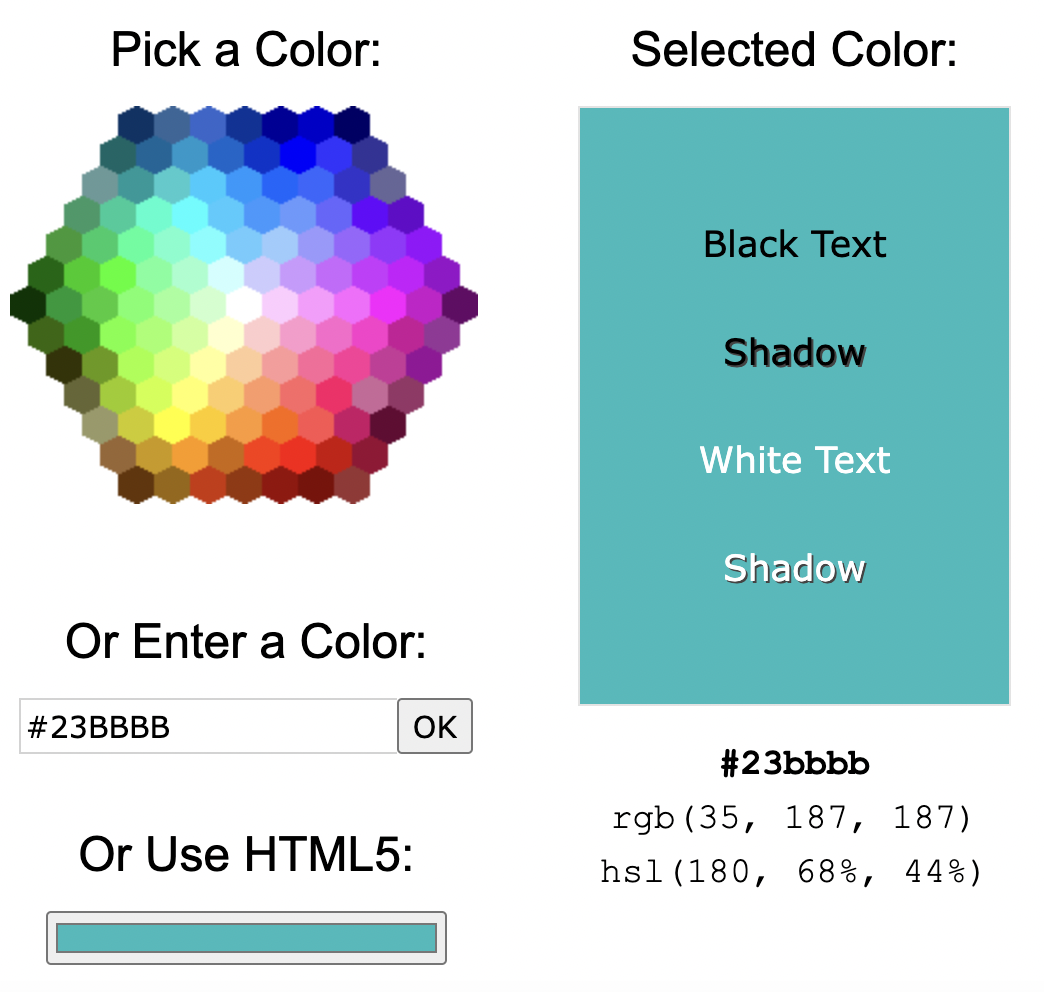 Pick a Color:
Or Enter a Color:
#23BBBB
OK
Or Use HTML5:
Selected Color:
Black Text
Shadow
White Text
Shadow
#23bbbb
rgb(35, 187, 187)
hsl(180, 68%, 44%)